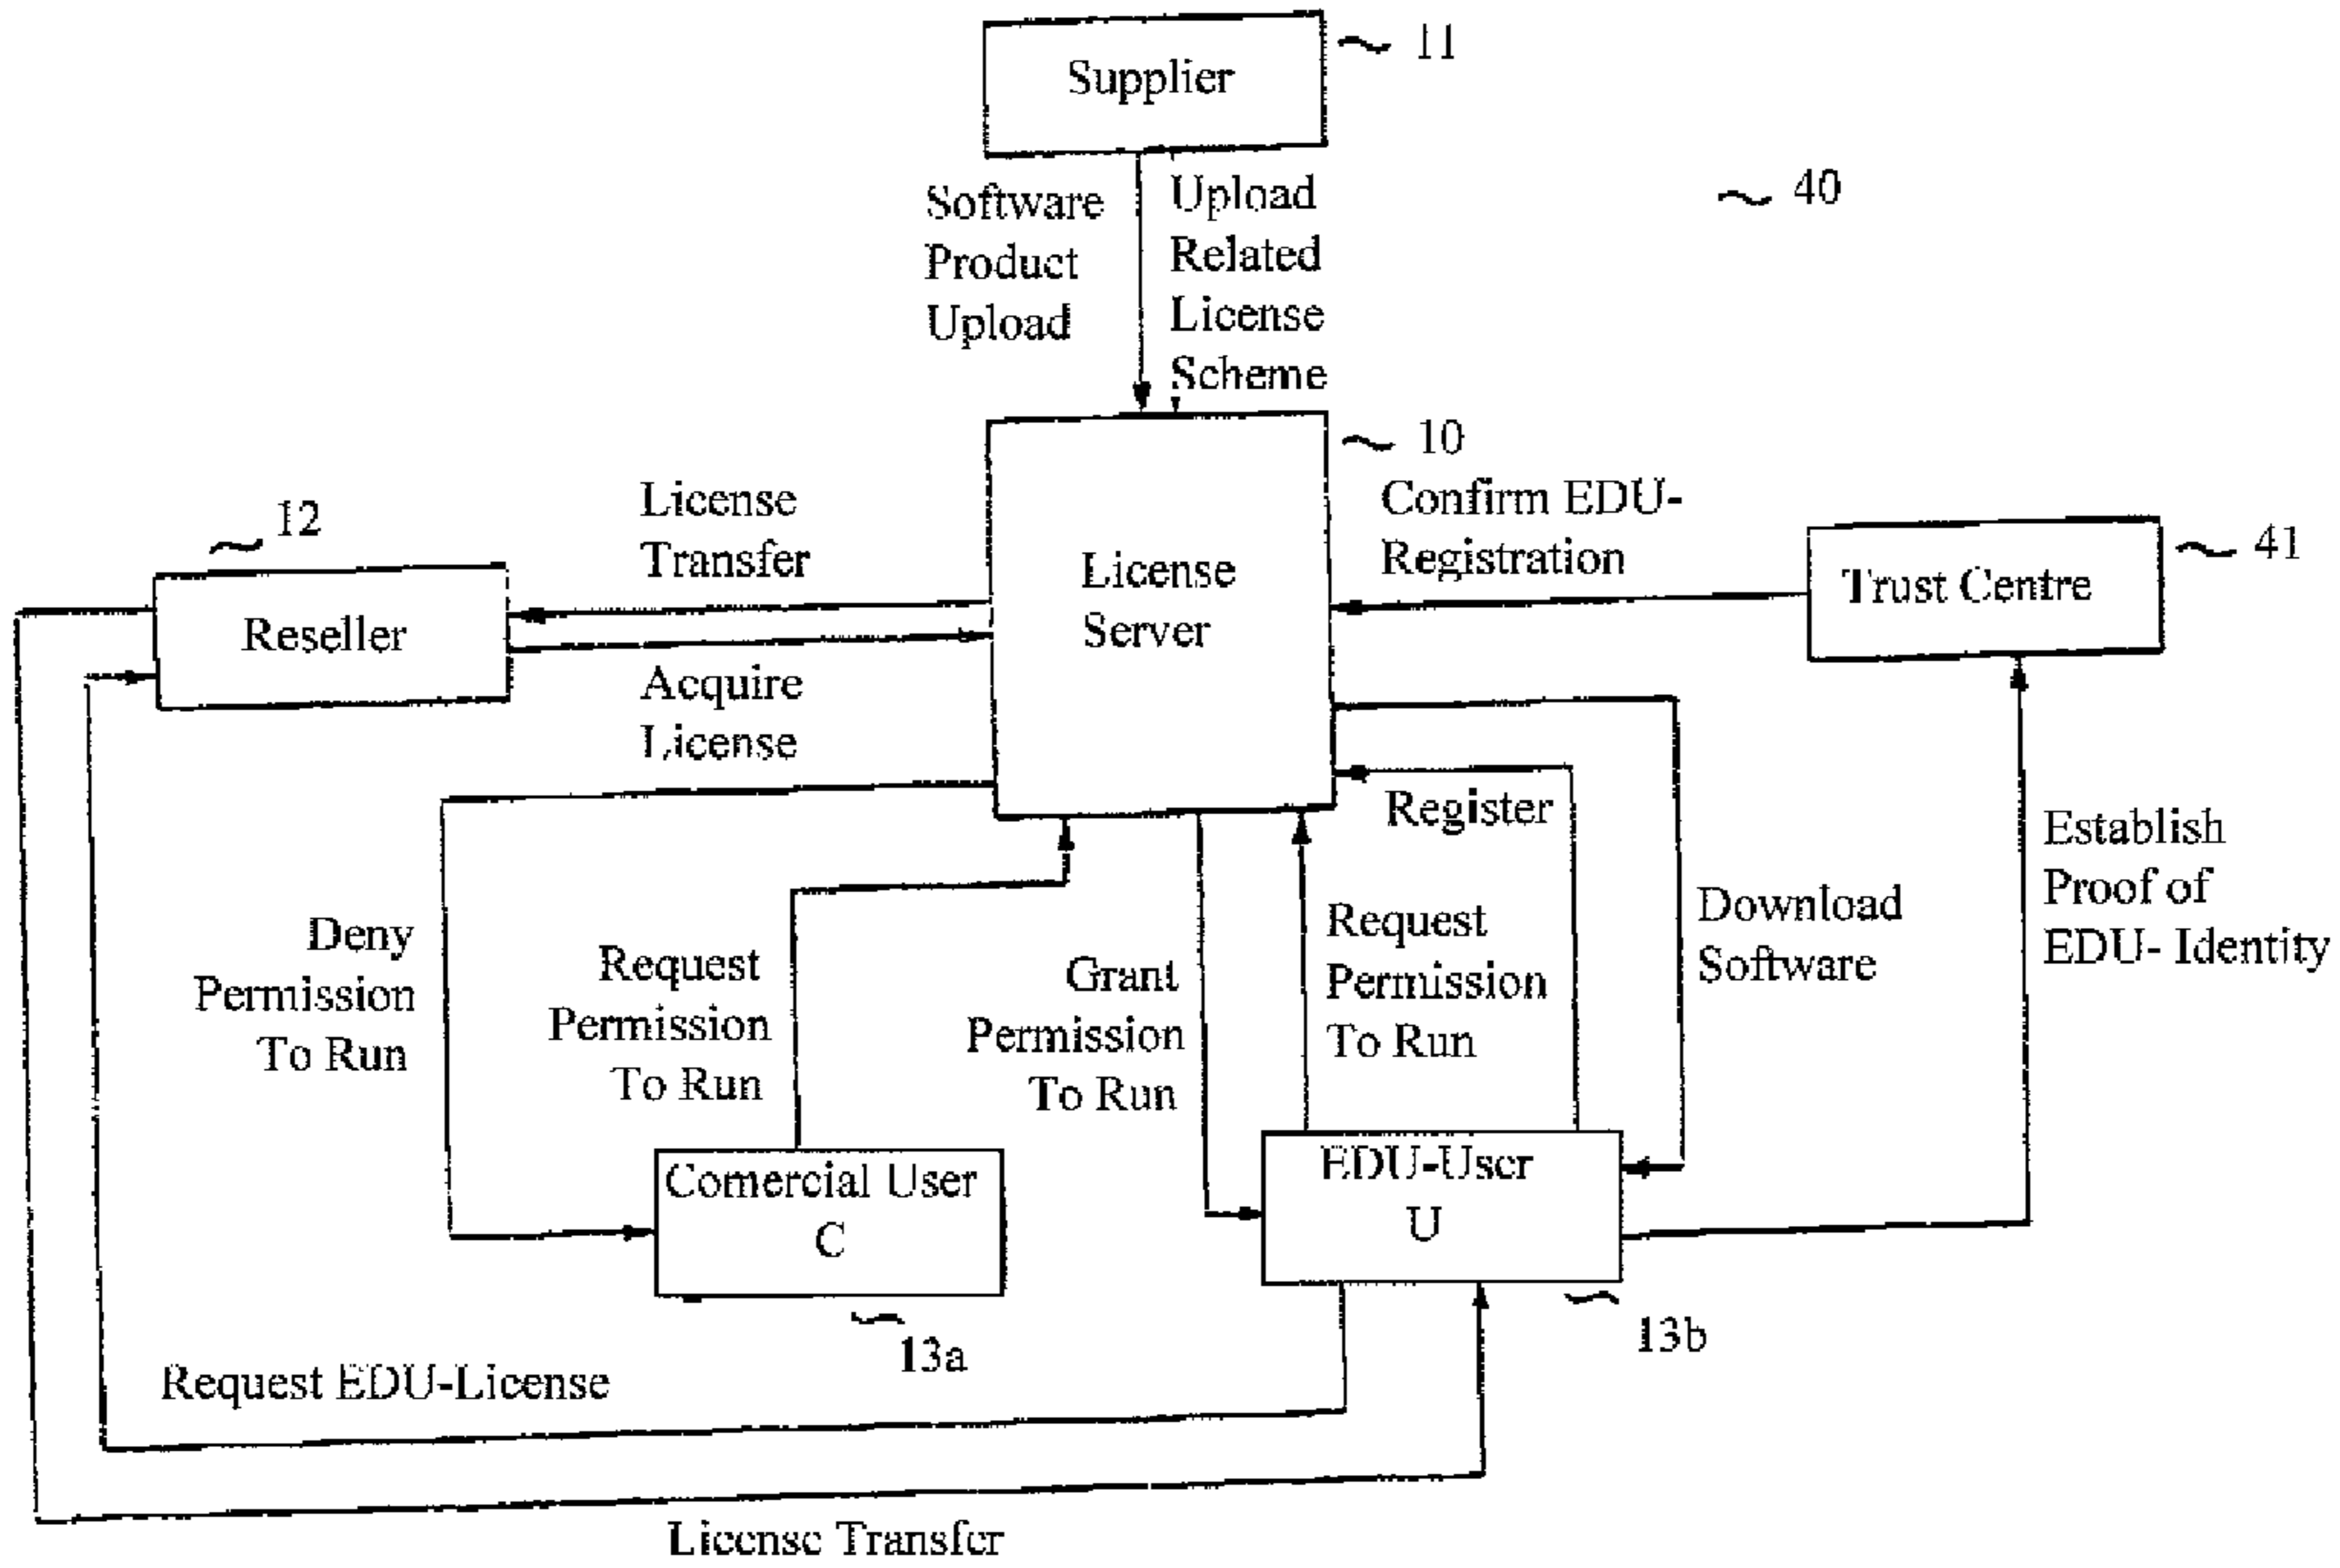 11
Supplier
40
Software
Product
Upload
Upload
Related
License
Scheme
10
License
Transfer
Confirm EDU-
Registration
12
41
Reseller
License
Server
Trust Centre
Acquire
License
Register
Establish
Proof of
EDU- Identity
Download
Software
Deny
Permission
To Run
Request
Permission
To Run
Grant
Permission
To Run
Request
Permission
To Run
Comercial User
C
EDU-User
U
13a
13b
Request EDU-License
License Transfer